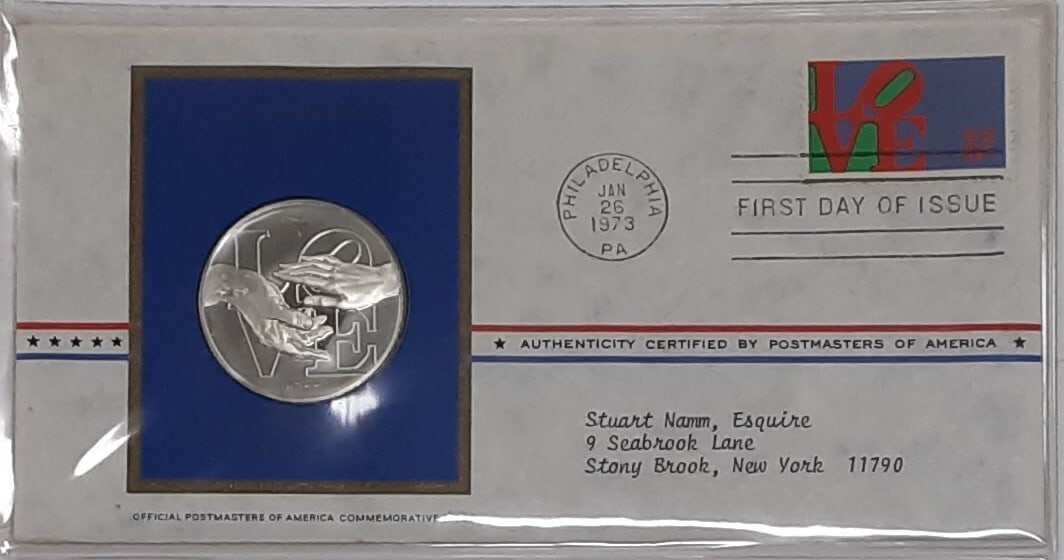 LOVE
PHILADELPHIA
JAN
26
1973
PA
FIRST DAY OF ISSUE
LOVE
★ ★ ★ ★ ★ ★ AUTHENTICITY CERTIFIED BY POSTMASTERS OF AMERICA ★
Stuart Namm, Esquire
9 Seabrook Lane
Stony Brook, New York 11790
OFFICIAL POSTMASTERS OF AMERICA COMMEMORATIVE